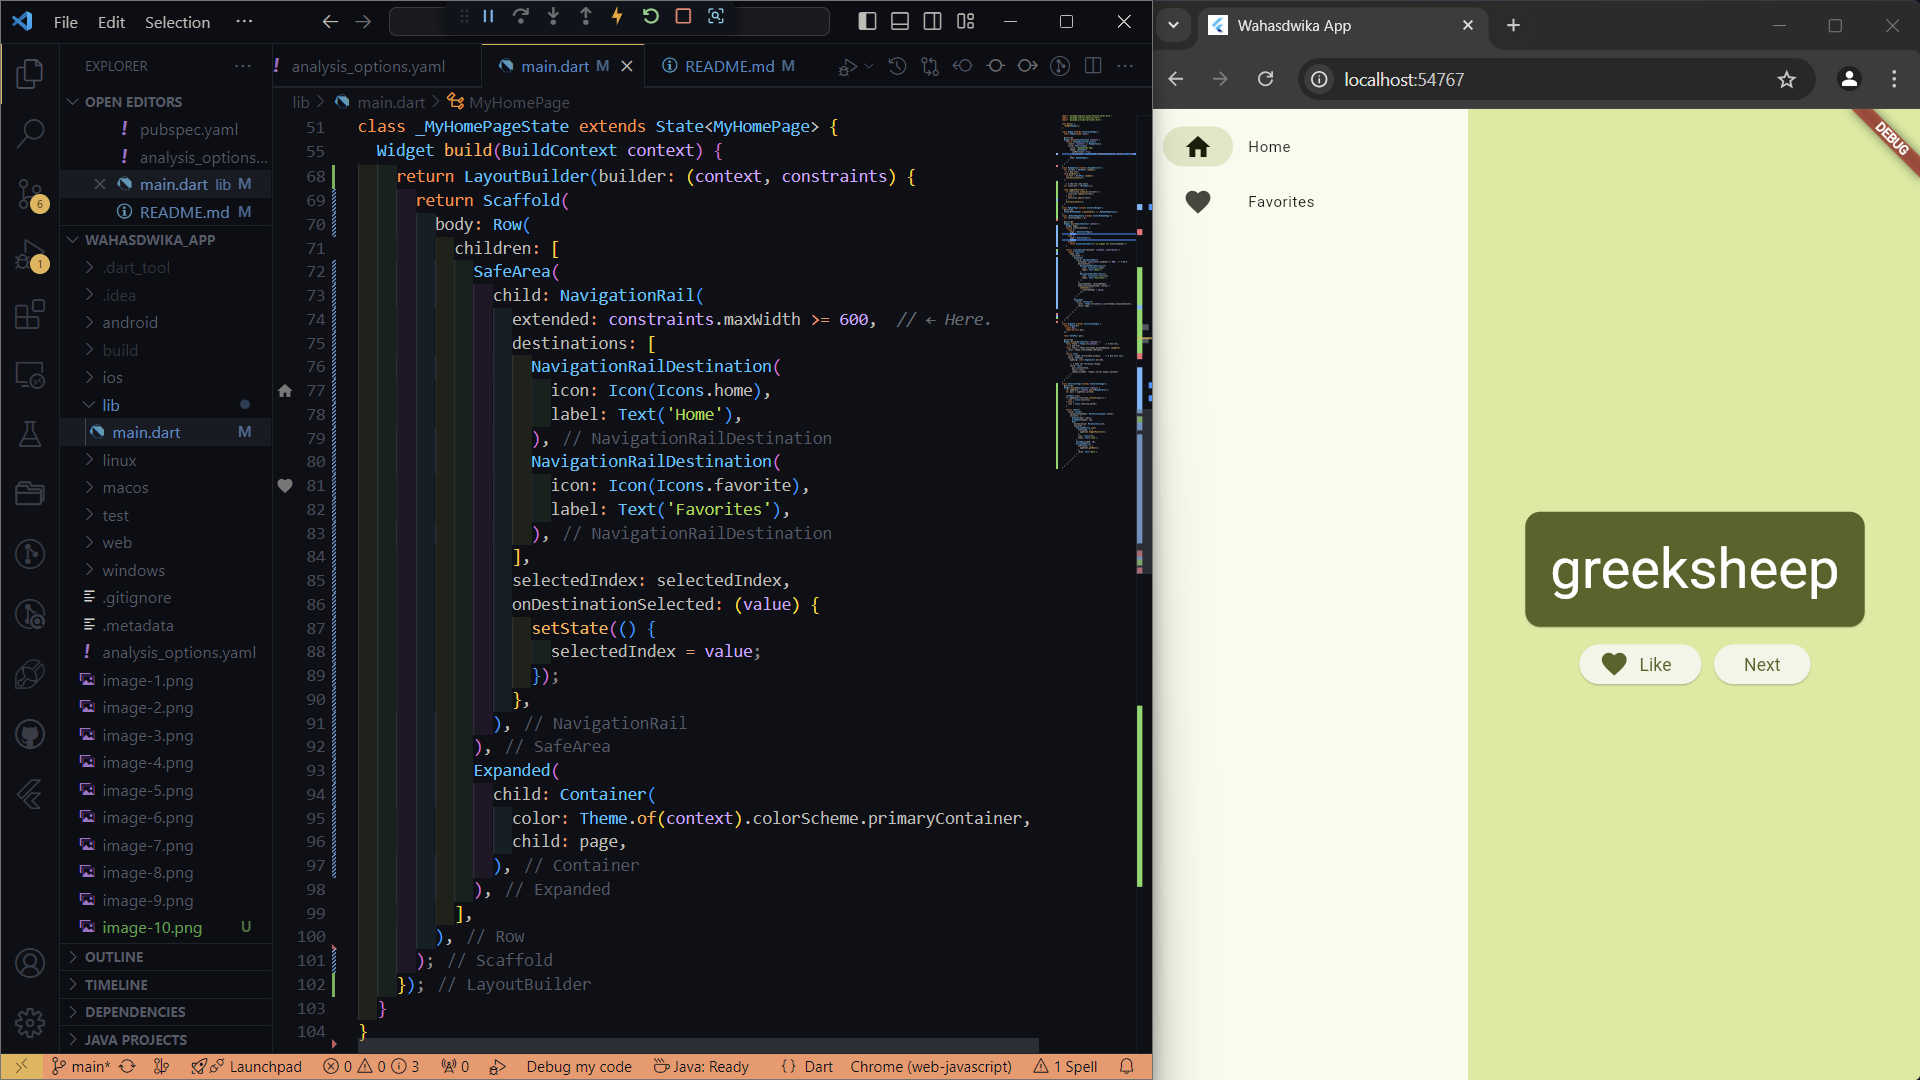 File Edit Selection ···
EXPLORER ···
OPEN EDITORS
! pubspec.yaml
! analysis_options...
main.dart lib M
README.md M
WAHASDWIKA_APP
.dart_tool
.idea
android
build
ios
lib
main.dart M
linux
macos
test
web
windows
.gitignore
.metadata
! analysis_options.yaml
image-1.png
image-2.png
image-3.png
image-4.png
image-5.png
image-6.png
image-7.png
image-8.png
image-9.png
image-10.png U
OUTLINE
TIMELINE
DEPENDENCIES
JAVA PROJECTS
6
1
! analysis_options.yaml
main.dart M
README.md M
lib > main.dart > MyHomePage
51 class _MyHomePageState extends State<MyHomePage> {
55 Widget build(BuildContext context) {
68 return LayoutBuilder(builder: (context, constraints) {
69 return Scaffold(
70 body: Row(
71 children: [
72 SafeArea(
73 child: NavigationRail(
74 extended: constraints.maxWidth >= 600, // ← Here.
75 destinations: [
76 NavigationRailDestination(
77 icon: Icon(Icons.home),
78 label: Text('Home'),
79 ), // NavigationRailDestination
80 NavigationRailDestination(
81 icon: Icon(Icons.favorite),
82 label: Text('Favorites'),
83 ), // NavigationRailDestination
84 ],
85 selectedIndex: selectedIndex,
86 onDestinationSelected: (value) {
87 setState(() {
88 selectedIndex = value;
89 });
90 },
91 ), // NavigationRail
92 ), // SafeArea
93 Expanded(
94 child: Container(
95 color: Theme.of(context).colorScheme.primaryContainer,
96 child: page,
97 ), // Container
98 ), // Expanded
99 ],
100 ), // Row
101 ); // Scaffold
102 }); // LayoutBuilder
103 }
104 }
main* Launchpad 0 0 3 0 Debug my code Java: Ready {} Dart Chrome (web-javascript) 1 Spell
Wahasdwika App
localhost:54767
DEBUG
Home
Favorites
greeksheep
Like
Next